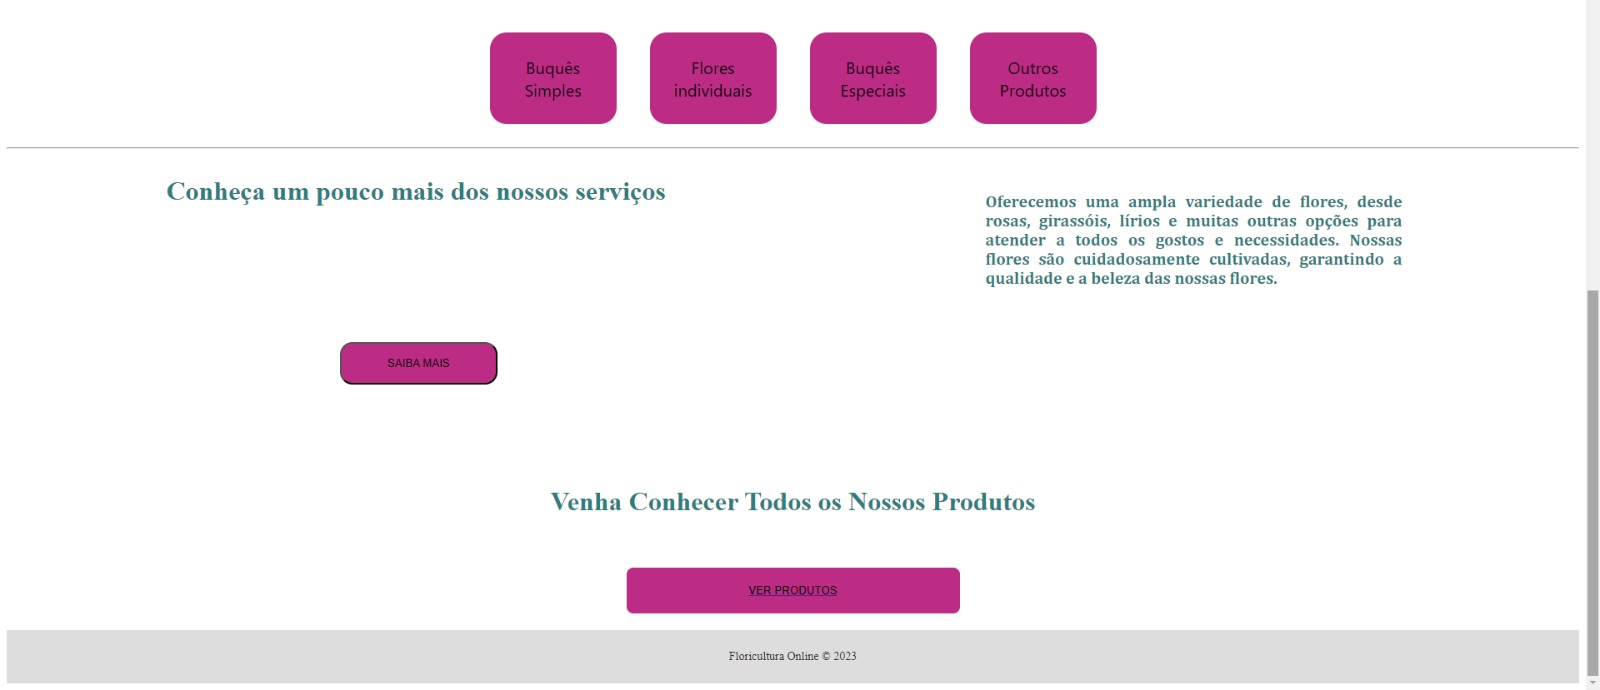 Buquês
Simples
Flores
individuais
Buquês
Especiais
Outros
Produtos
Conheça um pouco mais dos nossos serviços
Oferecemos uma ampla variedade de flores, desde
rosas, girassóis, lírios e muitas outras opções para
atender a todos os gostos e necessidades. Nossas
flores são cuidadosamente cultivadas, garantindo a
qualidade e a beleza das nossas flores.
SAIBA MAIS
Venha Conhecer Todos os Nossos Produtos
VER PRODUTOS
Floricultura Online © 2023